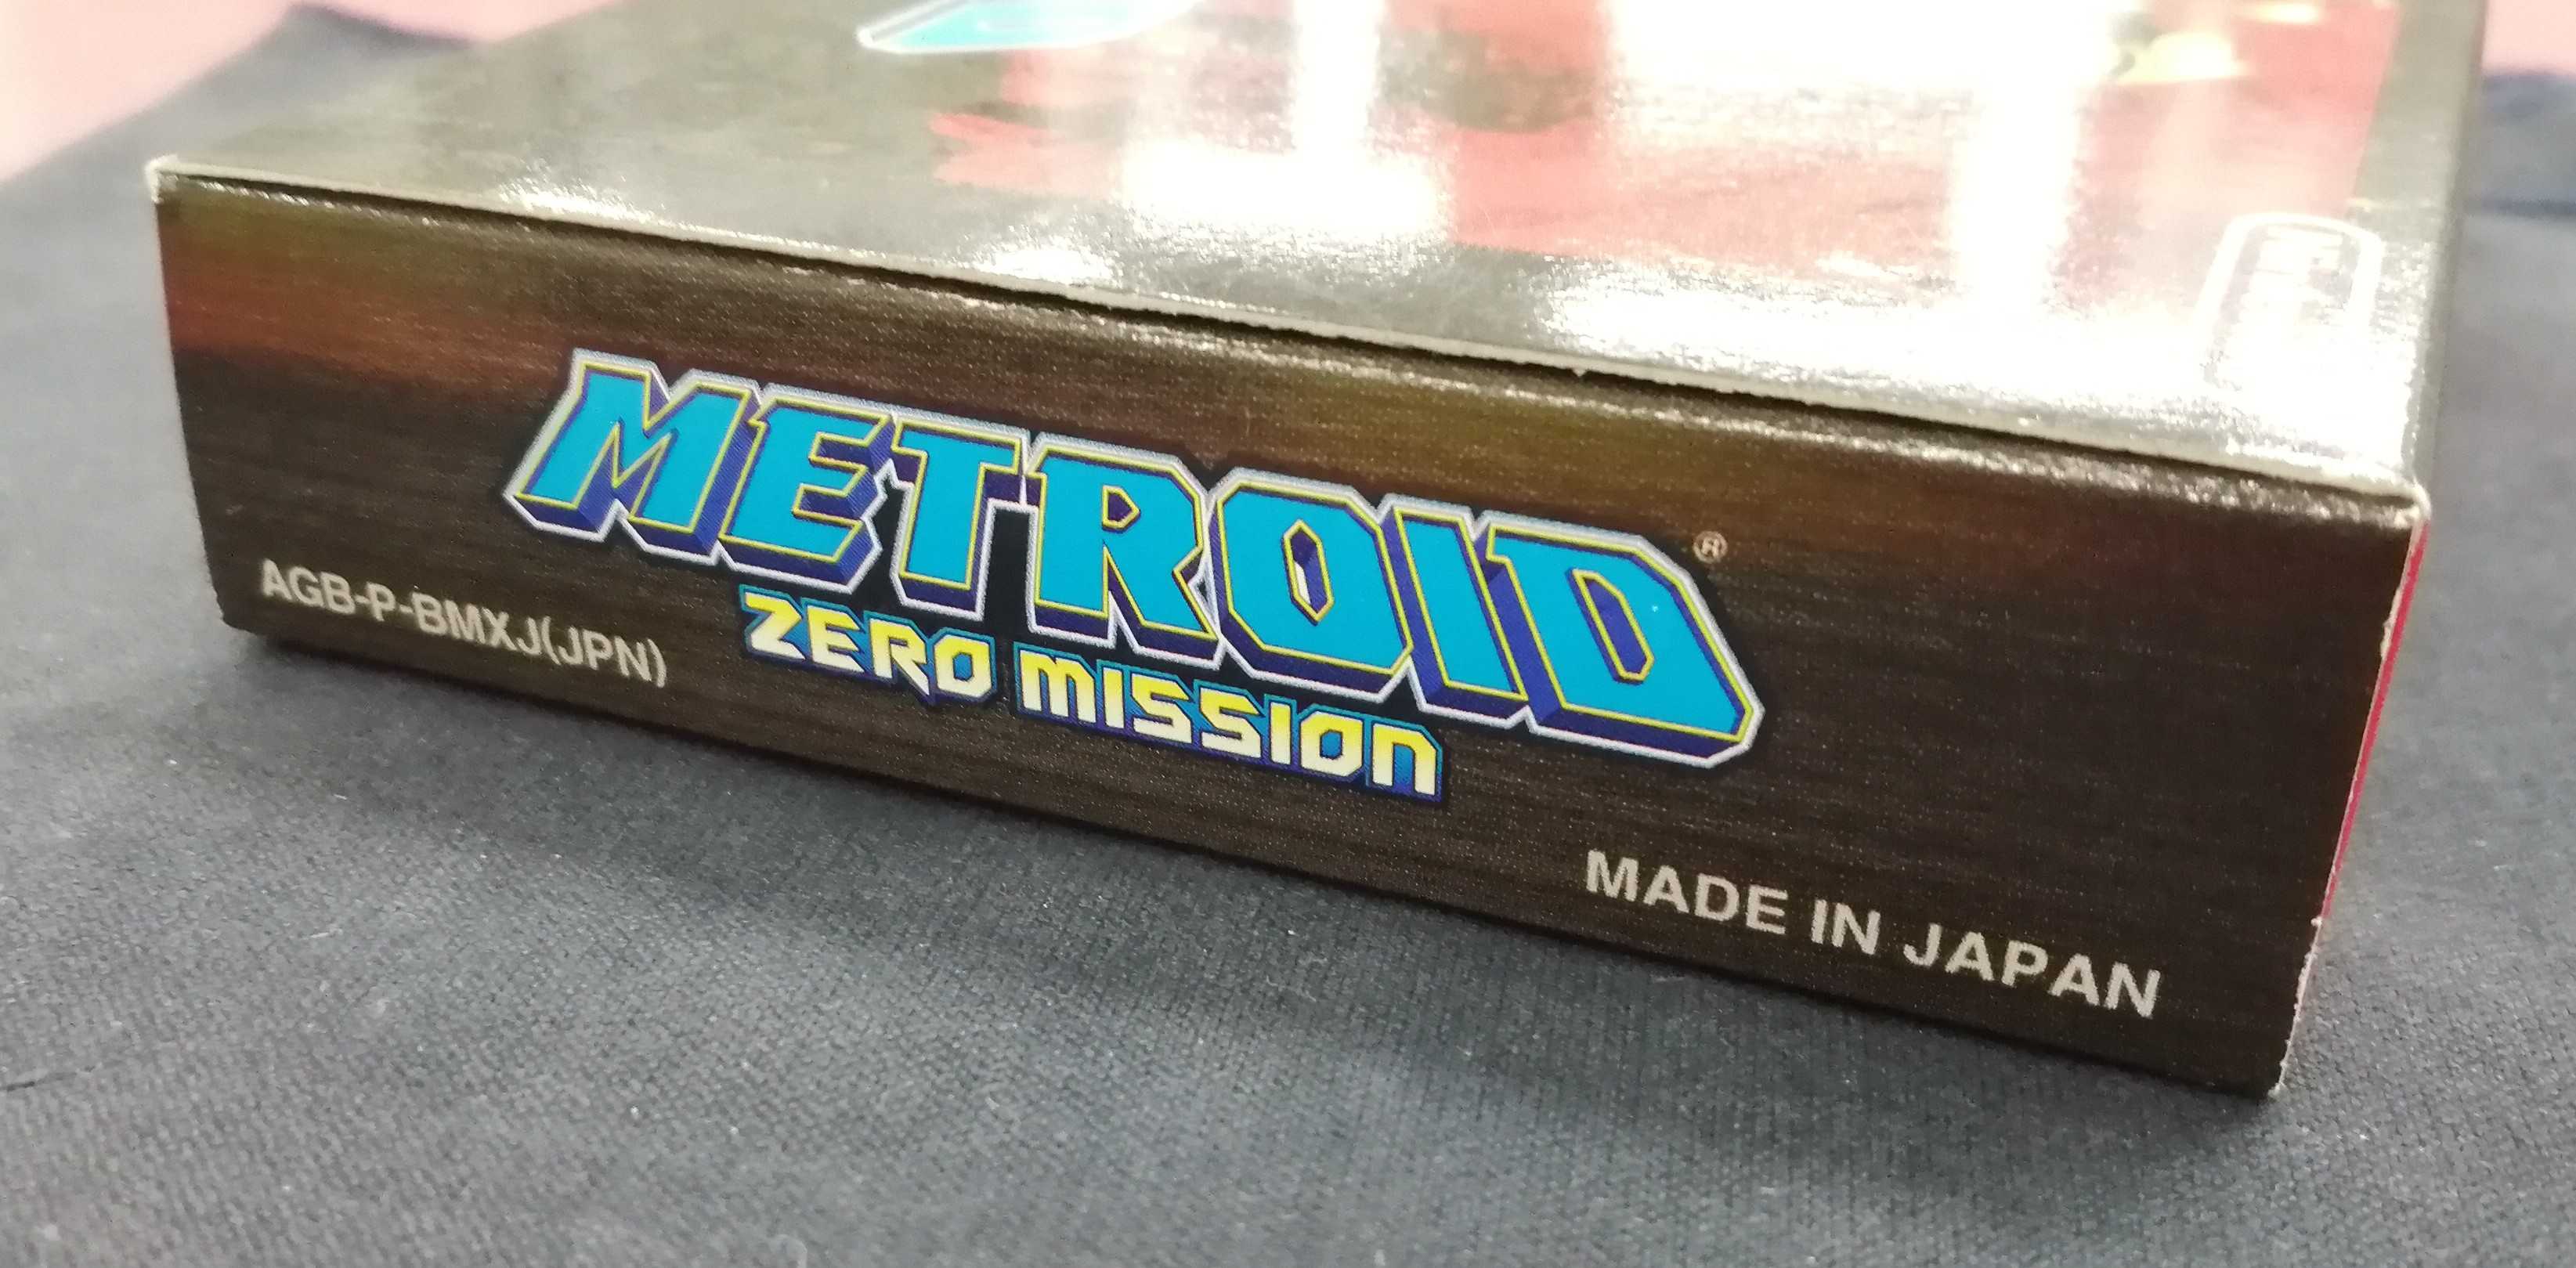 METROID®
ZERO MISSION
AGB-P-BMXJ(JPN)
MADE IN JAPAN